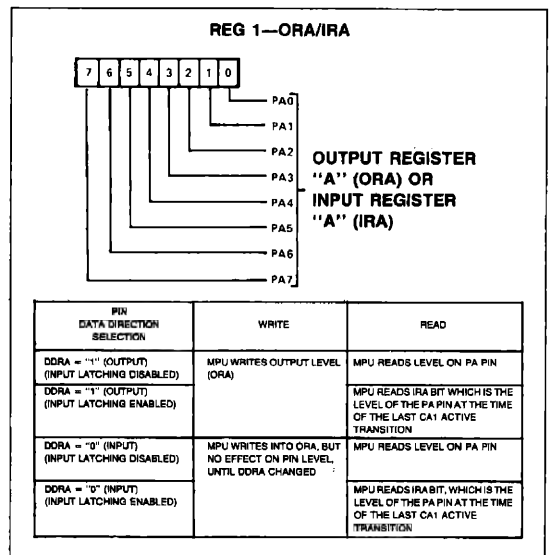 REG 1—ORA/IRA
7 6 5 4 3 2 1 0
PA0
PA1
PA2
PA3
PA4
PA5
PA6
PA7
OUTPUT REGISTER
"A" (ORA) OR
INPUT REGISTER
"A" (IRA)
PIN
DATA DIRECTION
SELECTION
WRITE
READ
DDRA = "1" (OUTPUT)
(INPUT LATCHING DISABLED)
MPU WRITES OUTPUT LEVEL
(ORA)
MPU READS LEVEL ON PA PIN
DDRA = "1" (OUTPUT)
(INPUT LATCHING ENABLED)
MPU READS IRA BIT WHICH IS THE
LEVEL OF THE PA PIN AT THE TIME
OF THE LAST CA1 ACTIVE
TRANSITION
DDRA = "0" (INPUT)
(INPUT LATCHING DISABLED)
MPU WRITES INTO ORA, BUT
NO EFFECT ON PIN LEVEL,
UNTIL DDRA CHANGED
MPU READS LEVEL ON PA PIN
DDRA = "0" (INPUT)
(INPUT LATCHING ENABLED)
MPU READS IRA BIT, WHICH IS THE
LEVEL OF THE PA PIN AT THE TIME
OF THE LAST CA1 ACTIVE
TRANSITION